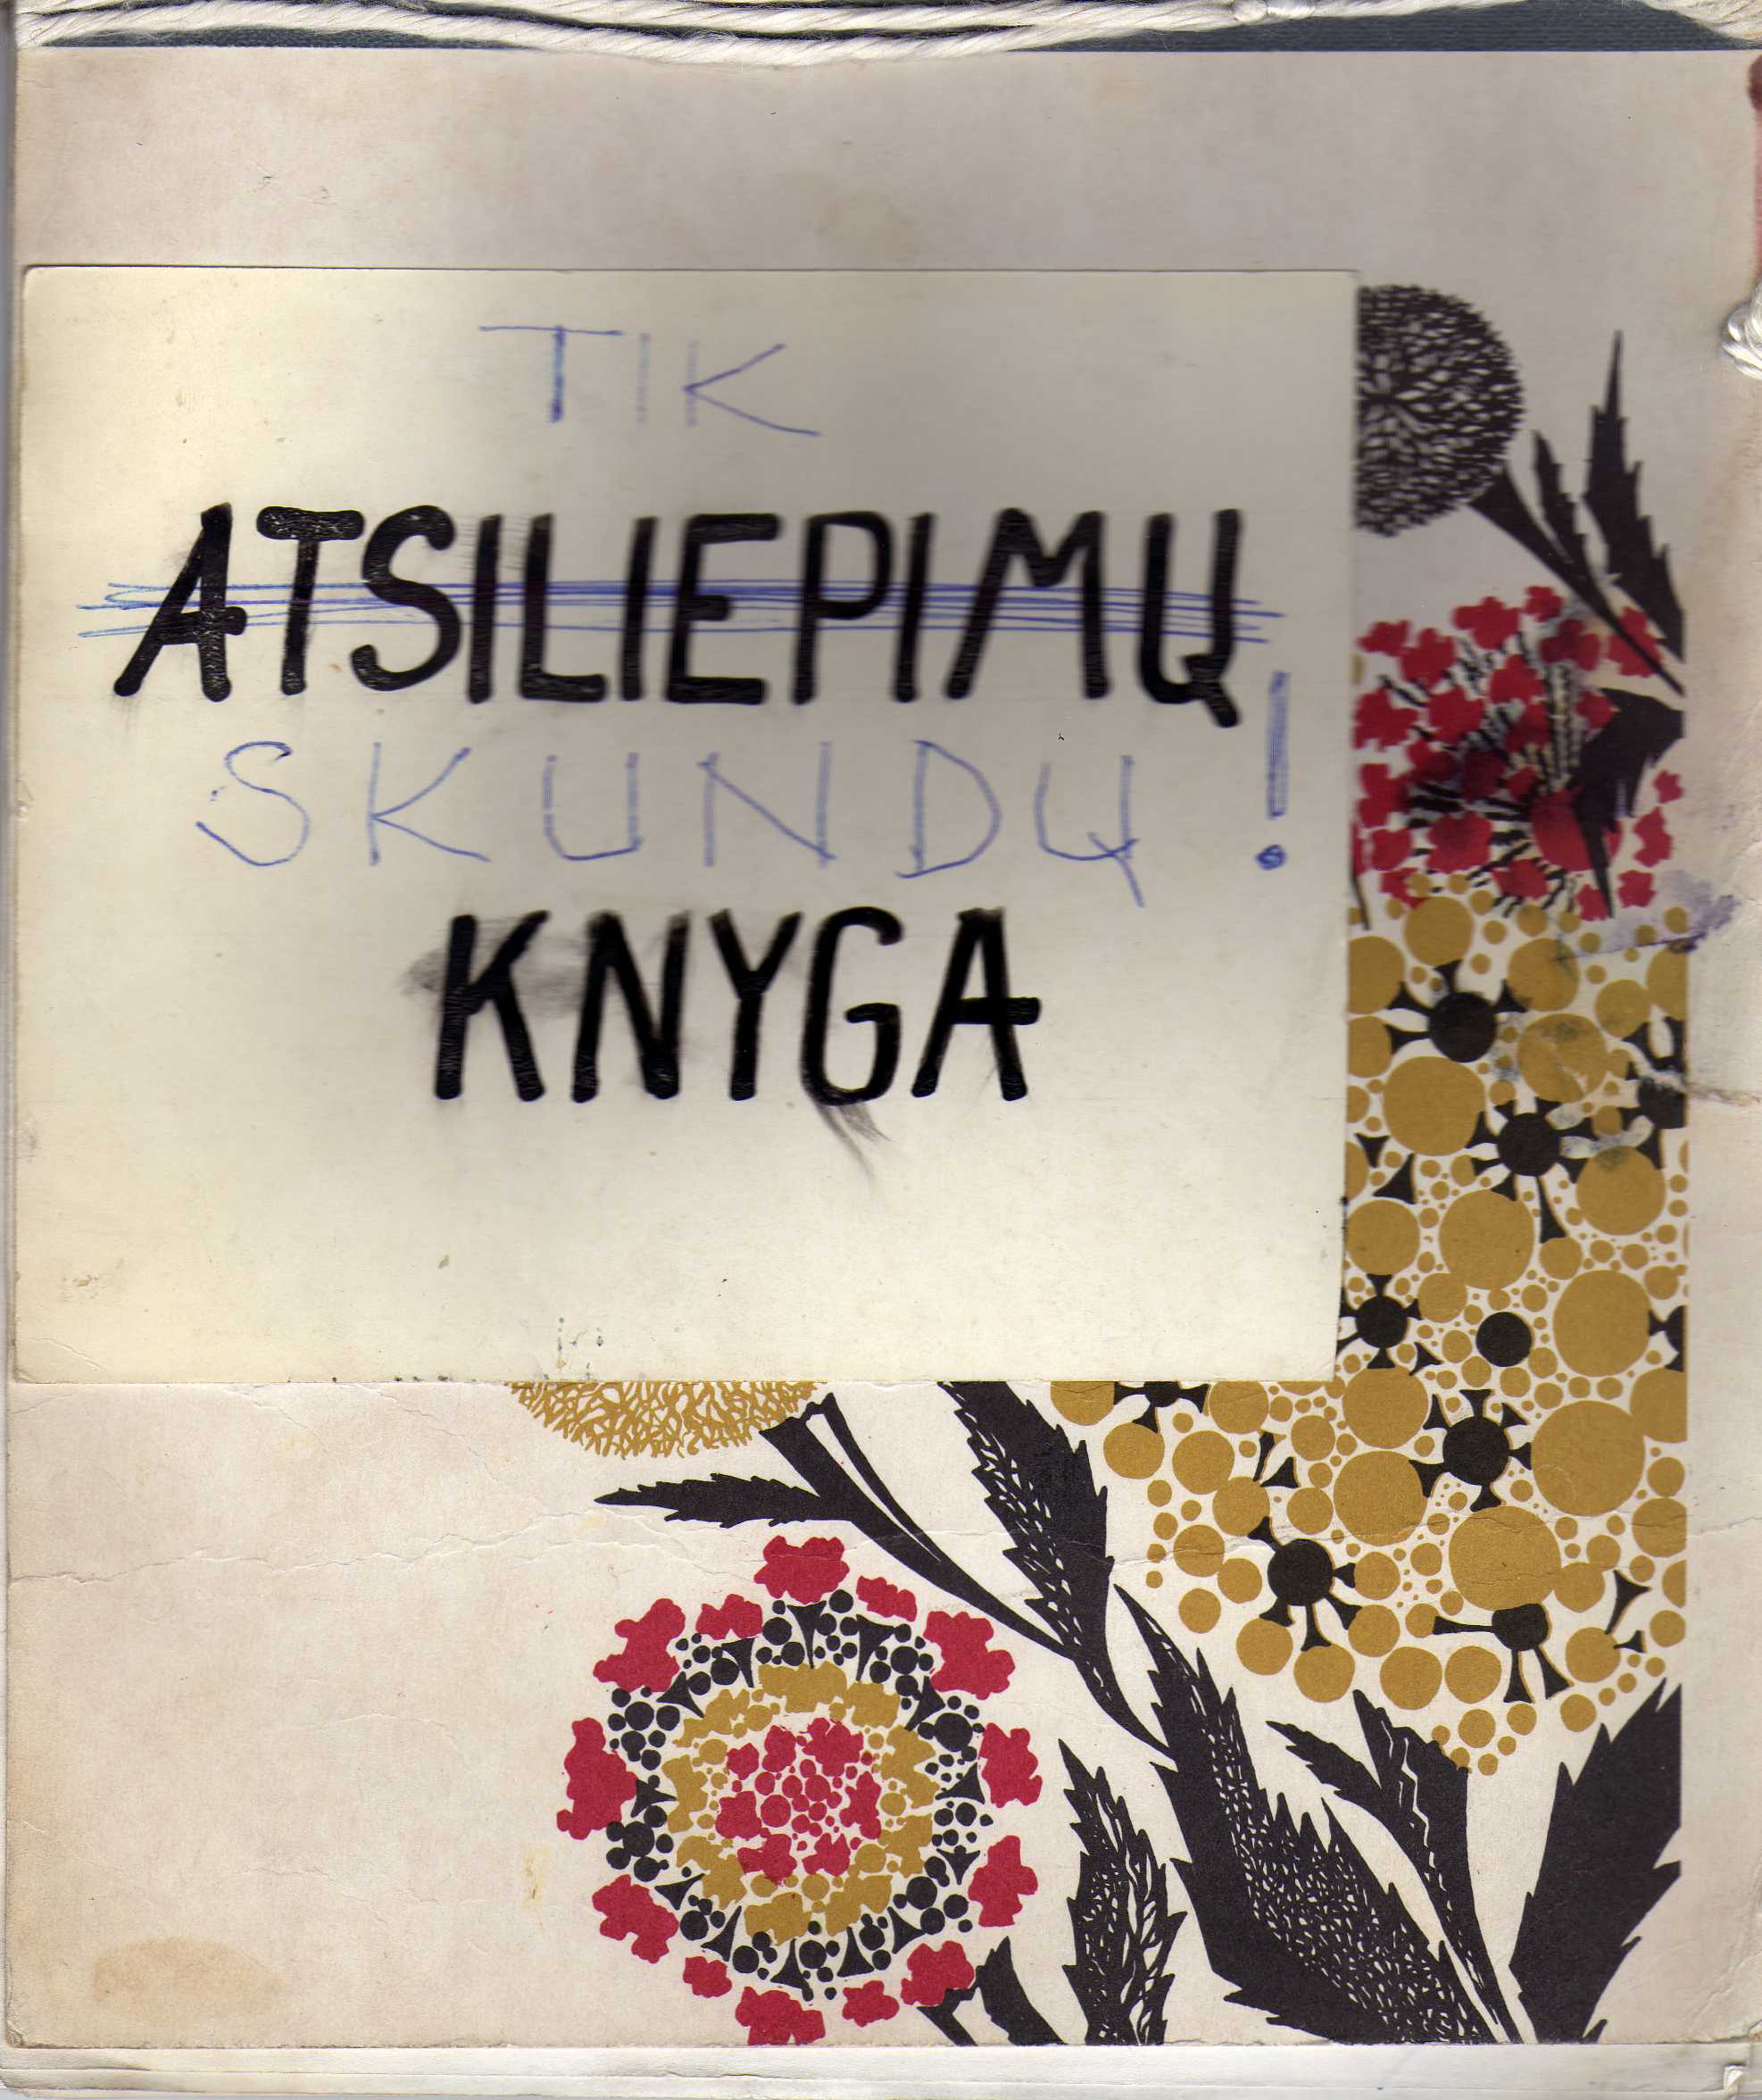 TIK
ATSILIEPIMŲ
SKUNDŲ!
KNYGA